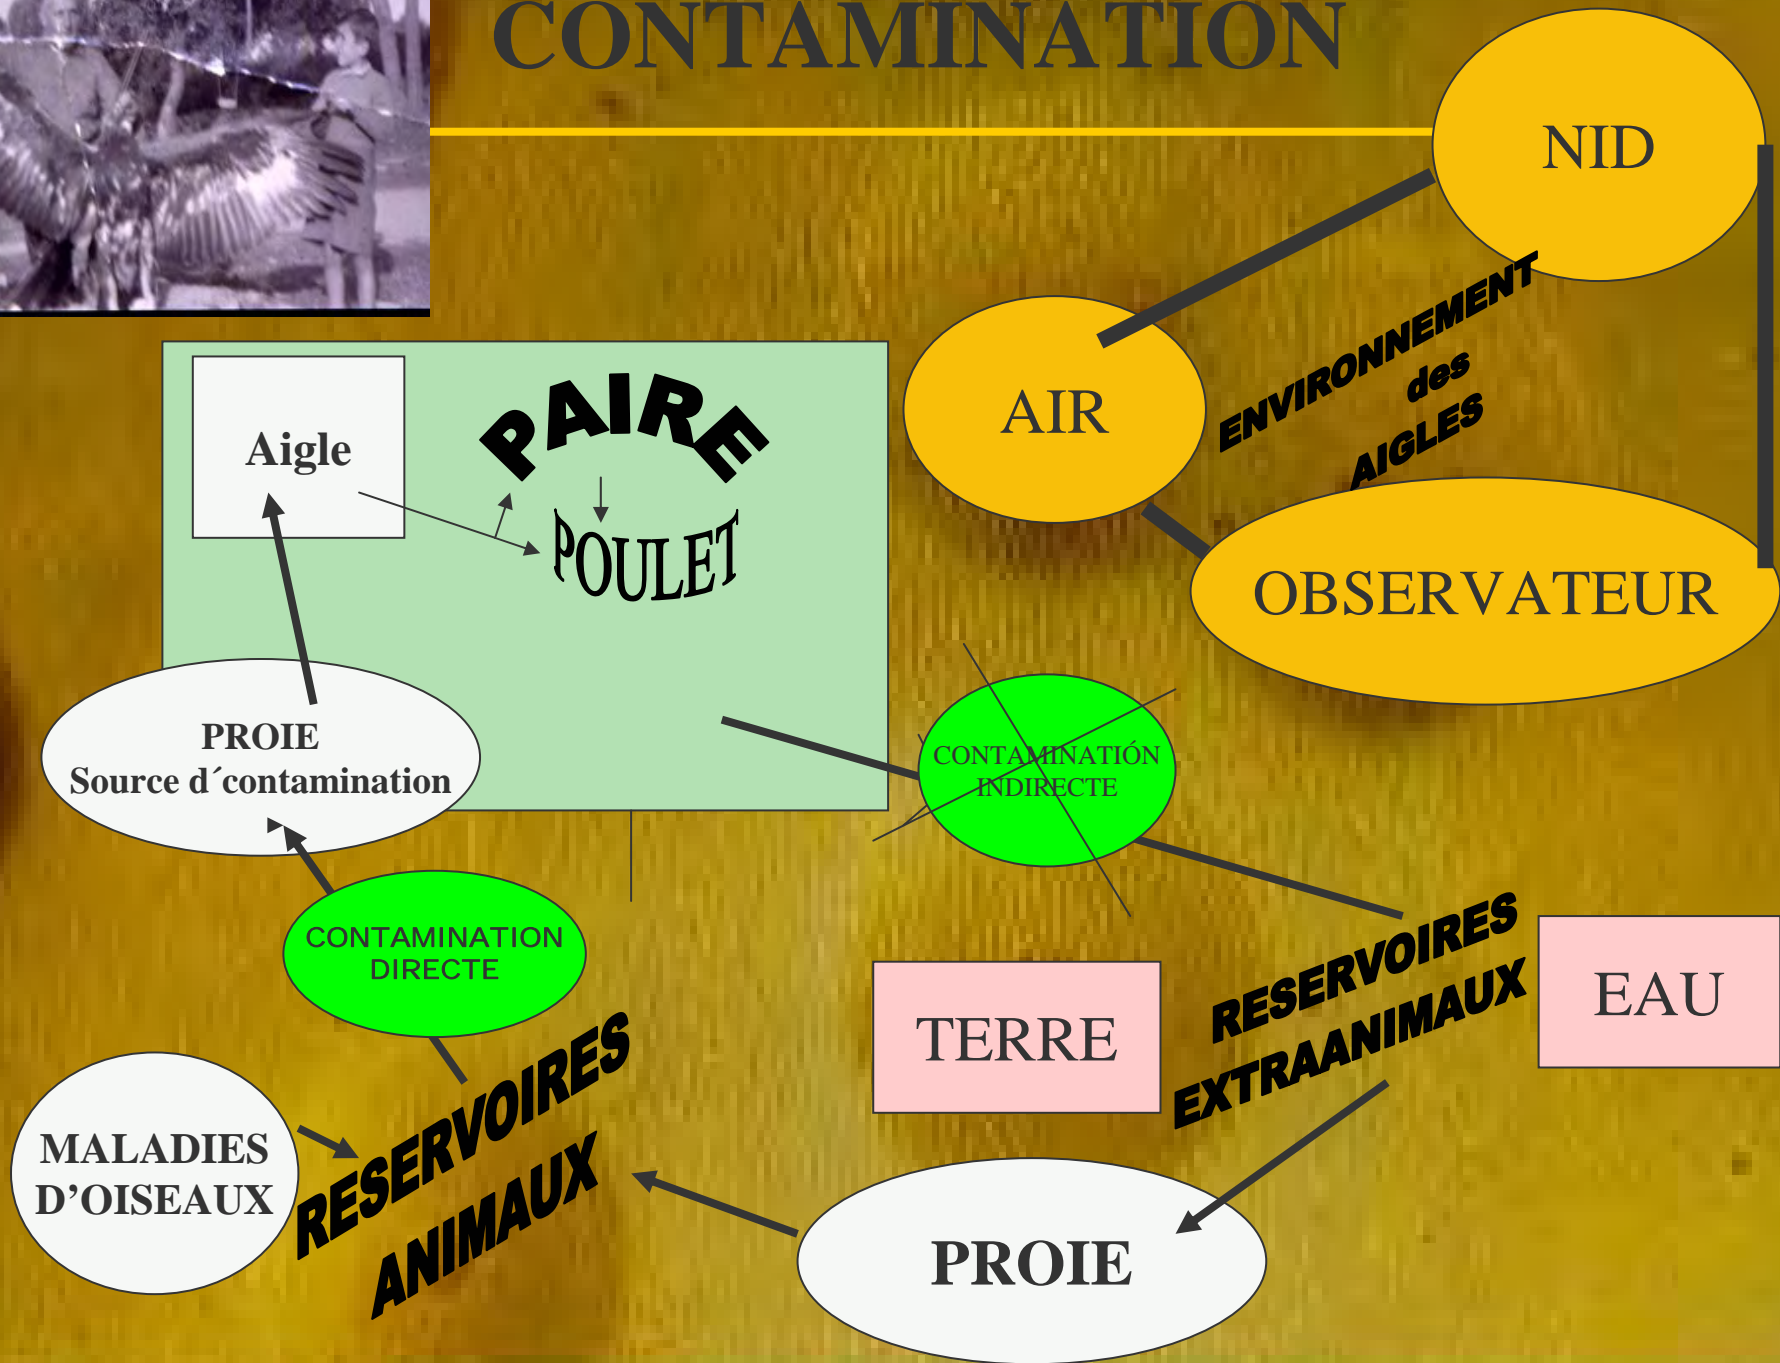 CONTAMINATION
NID
AIR
ENVIRONNEMENT
des
AIGLES
OBSERVATEUR
Aigle
PAIRE
POULET
PROIE
Source d´contamination
CONTAMINATIÓN
INDIRECTE
CONTAMINATION
DIRECTE
TERRE
RESERVOIRES
EXTRAANIMAUX
EAU
MALADIES
D’OISEAUX
RESERVOIRES
ANIMAUX
PROIE